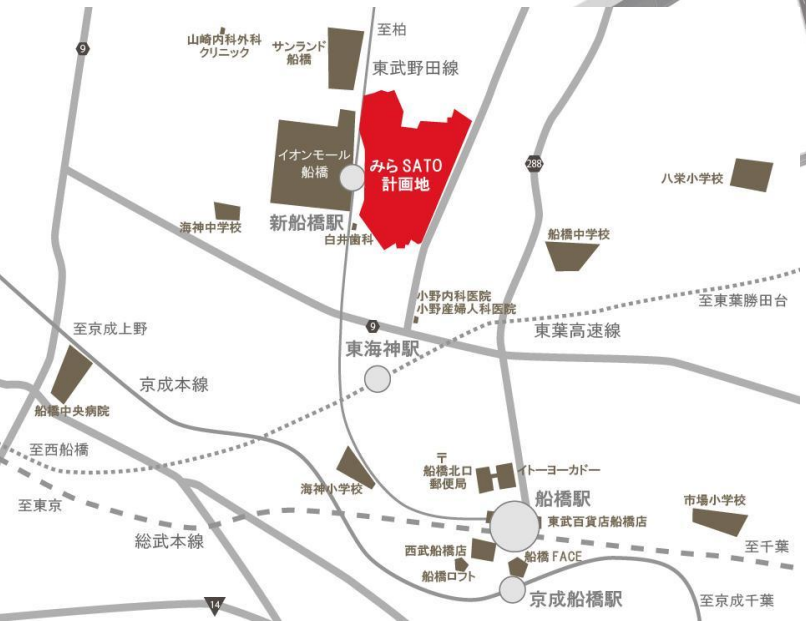 9
山崎内科外科
クリニック
サンランド
船橋
至柏
東武野田線
イオンモール
船橋
みらSATO
計画地
288
八栄小学校
海神中学校
新船橋駅
白井歯科
船橋中学校
小野内科医院
小野産婦人科医院
至東葉勝田台
至京成上野
9
東葉高速線
東海神駅
京成本線
船橋中央病院
至西船橋
〒
船橋北口
郵便局
イトーヨーカドー
海神小学校
船橋駅
至東京
市場小学校
東武百貨店船橋店
総武本線
西武船橋店
船橋FACE
至千葉
船橋ロフト
14
京成船橋駅
至京成千葉